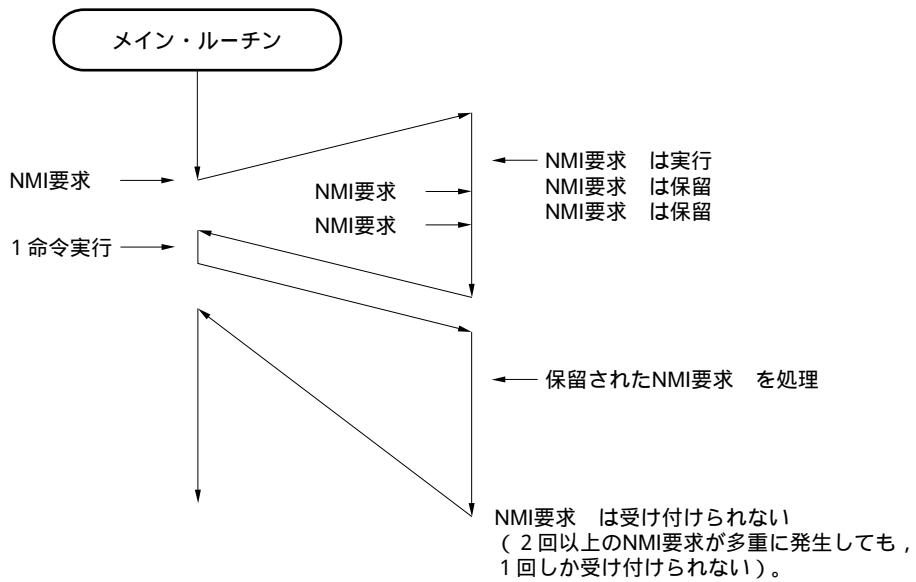 メイン・ルーチン
NMI要求
NMI要求
NMI要求
1命令実行
NMI要求　は実行
NMI要求　は保留
NMI要求　は保留
保留されたNMI要求　を処理
NMI要求　は受け付けられない
(2回以上のNMI要求が多重に発生しても,
1回しか受け付けられない)。